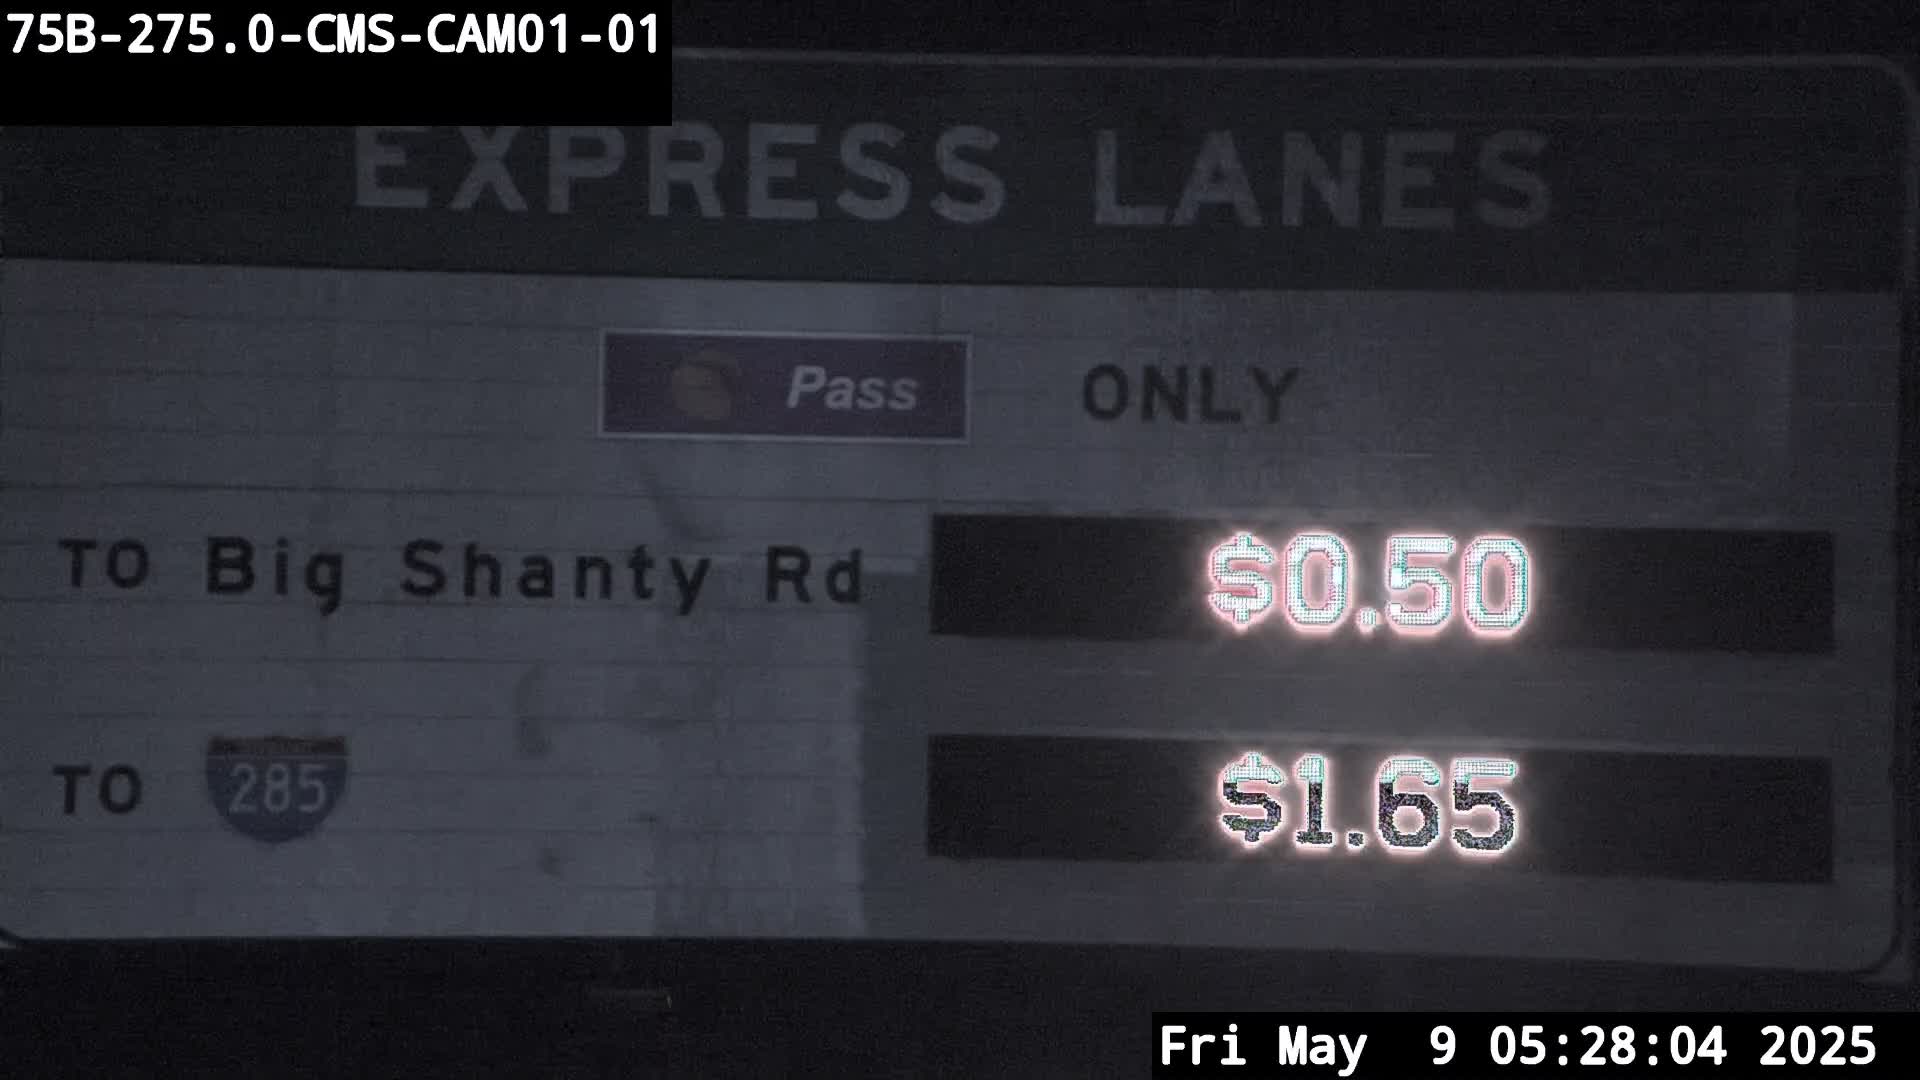 75B-275.0-CMS-CAM01-01
EXPRESS LANES
Pass ONLY
TO Big Shanty Rd $0.50
TO 285 $1.65
Fri May 9 05:28:04 2025